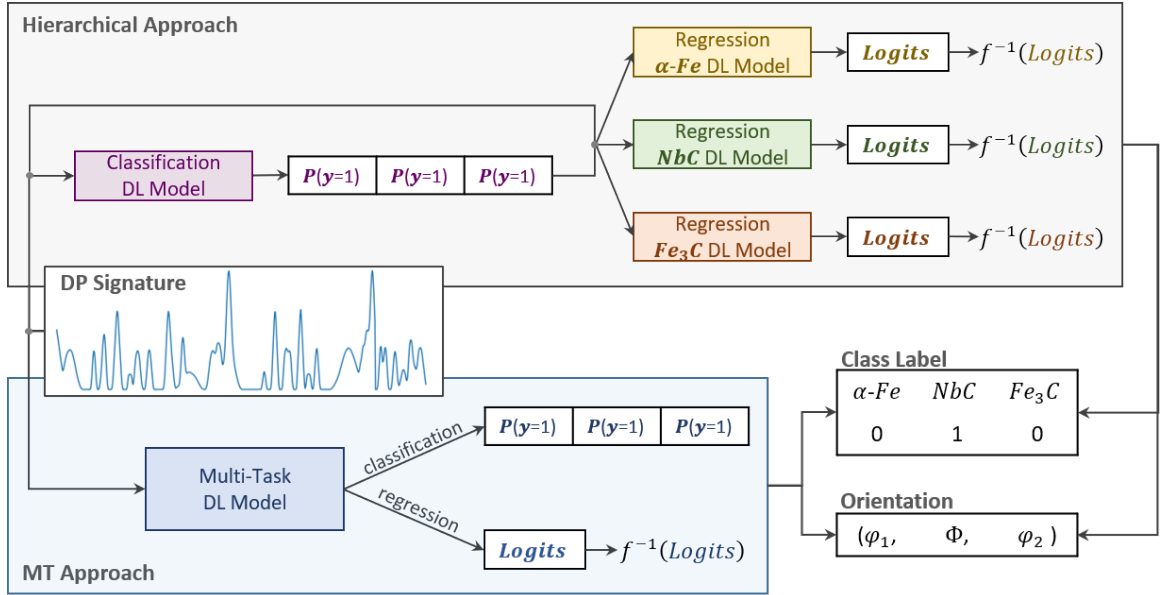 Hierarchical Approach
Regression
α-Fe DL Model
Logits
f⁻¹(Logits)
Classification
DL Model
P(y=1) P(y=1) P(y=1)
Regression
NbC DL Model
Logits
f⁻¹(Logits)
Regression
Fe₃C DL Model
Logits
f⁻¹(Logits)
DP Signature
Class Label
α-Fe NbC Fe₃C
0 1 0
Orientation
(φ₁, Φ, φ₂ )
Multi-Task
DL Model
classification
P(y=1) P(y=1) P(y=1)
regression
Logits
f⁻¹(Logits)
MT Approach